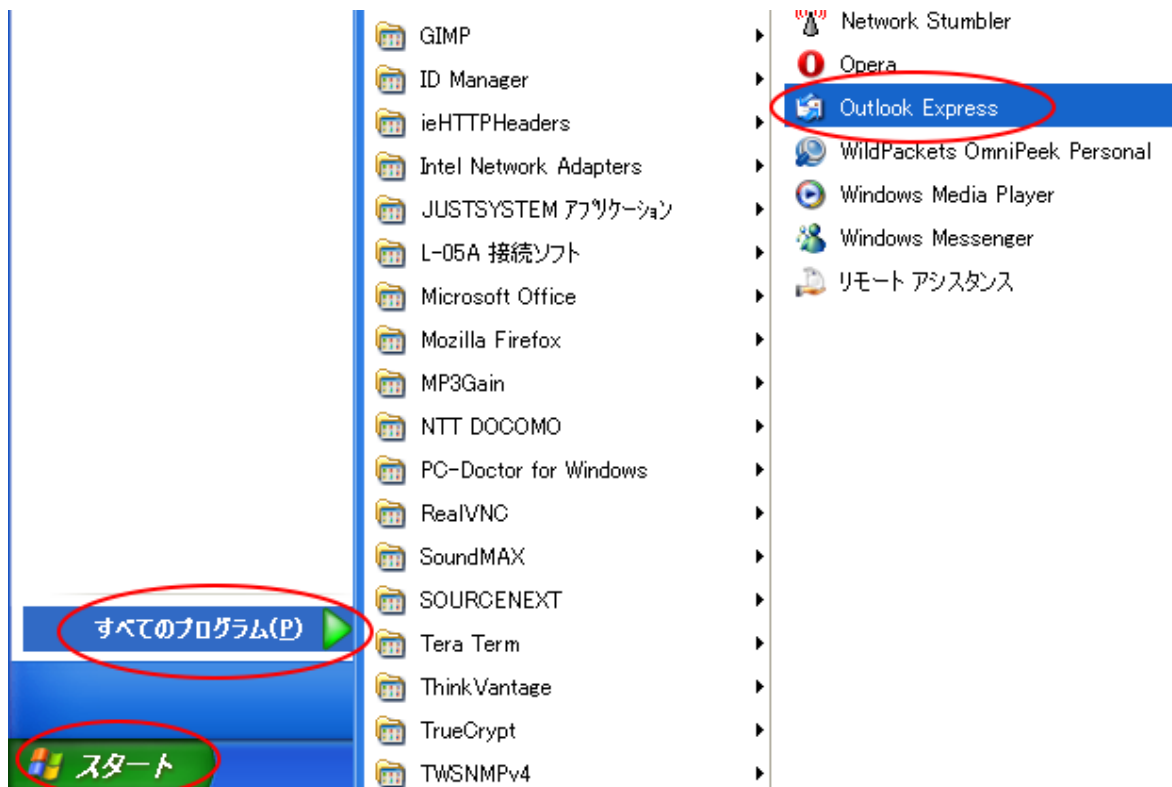 GIMP
ID Manager
ieHTTPHeaders
Intel Network Adapters
JUSTSYSTEM アプリケーション
L-05A 接続ソフト
Microsoft Office
Mozilla Firefox
MP3Gain
NTT DOCOMO
PC-Doctor for Windows
RealVNC
SoundMAX
SOURCENEXT
Tera Term
ThinkVantage
TrueCrypt
TWSNMPv4
Network Stumbler
Opera
Outlook Express
WildPackets OmniPeek Personal
Windows Media Player
Windows Messenger
リモート アシスタンス
すべてのプログラム(P)
スタート